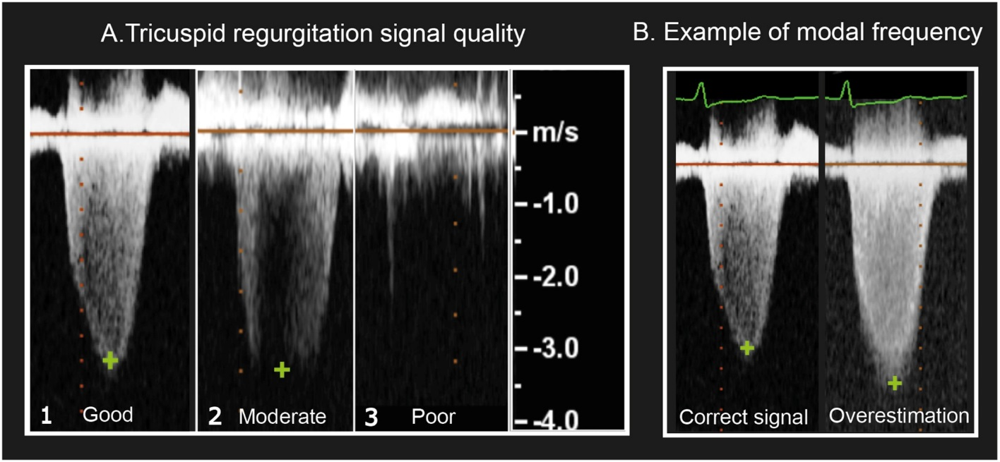 A.Tricuspid regurgitation signal quality
B. Example of modal frequency
m/s
-1.0
-2.0
-3.0
-4.0
1 Good
2 Moderate
3 Poor
Correct signal
Overestimation